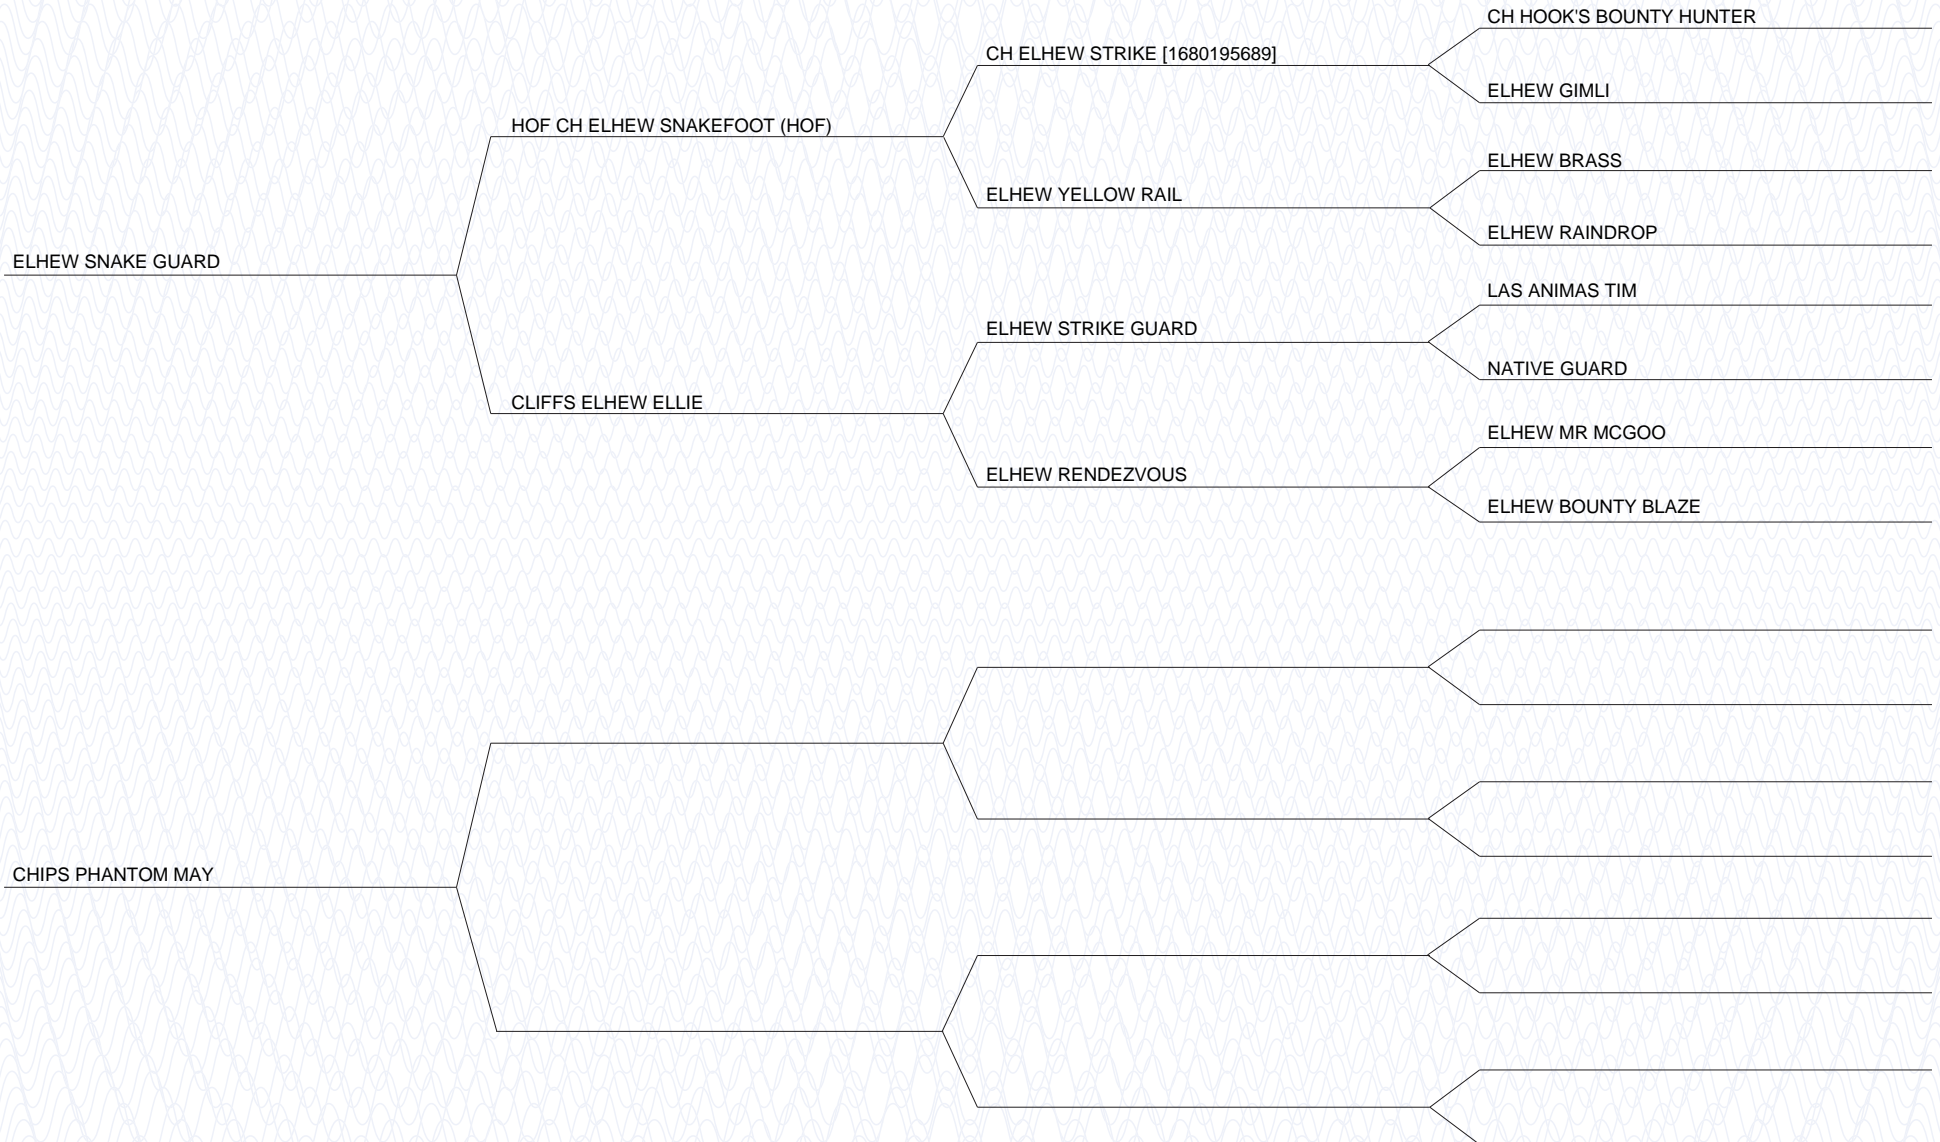 CH HOOK'S BOUNTY HUNTER
CH ELHEW STRIKE [1680195689]
ELHEW GIMLI
HOF CH ELHEW SNAKEFOOT (HOF)
ELHEW BRASS
ELHEW YELLOW RAIL
ELHEW RAINDROP
ELHEW SNAKE GUARD
LAS ANIMAS TIM
ELHEW STRIKE GUARD
NATIVE GUARD
CLIFFS ELHEW ELLIE
ELHEW MR MCGOO
ELHEW RENDEZVOUS
ELHEW BOUNTY BLAZE
CHIPS PHANTOM MAY